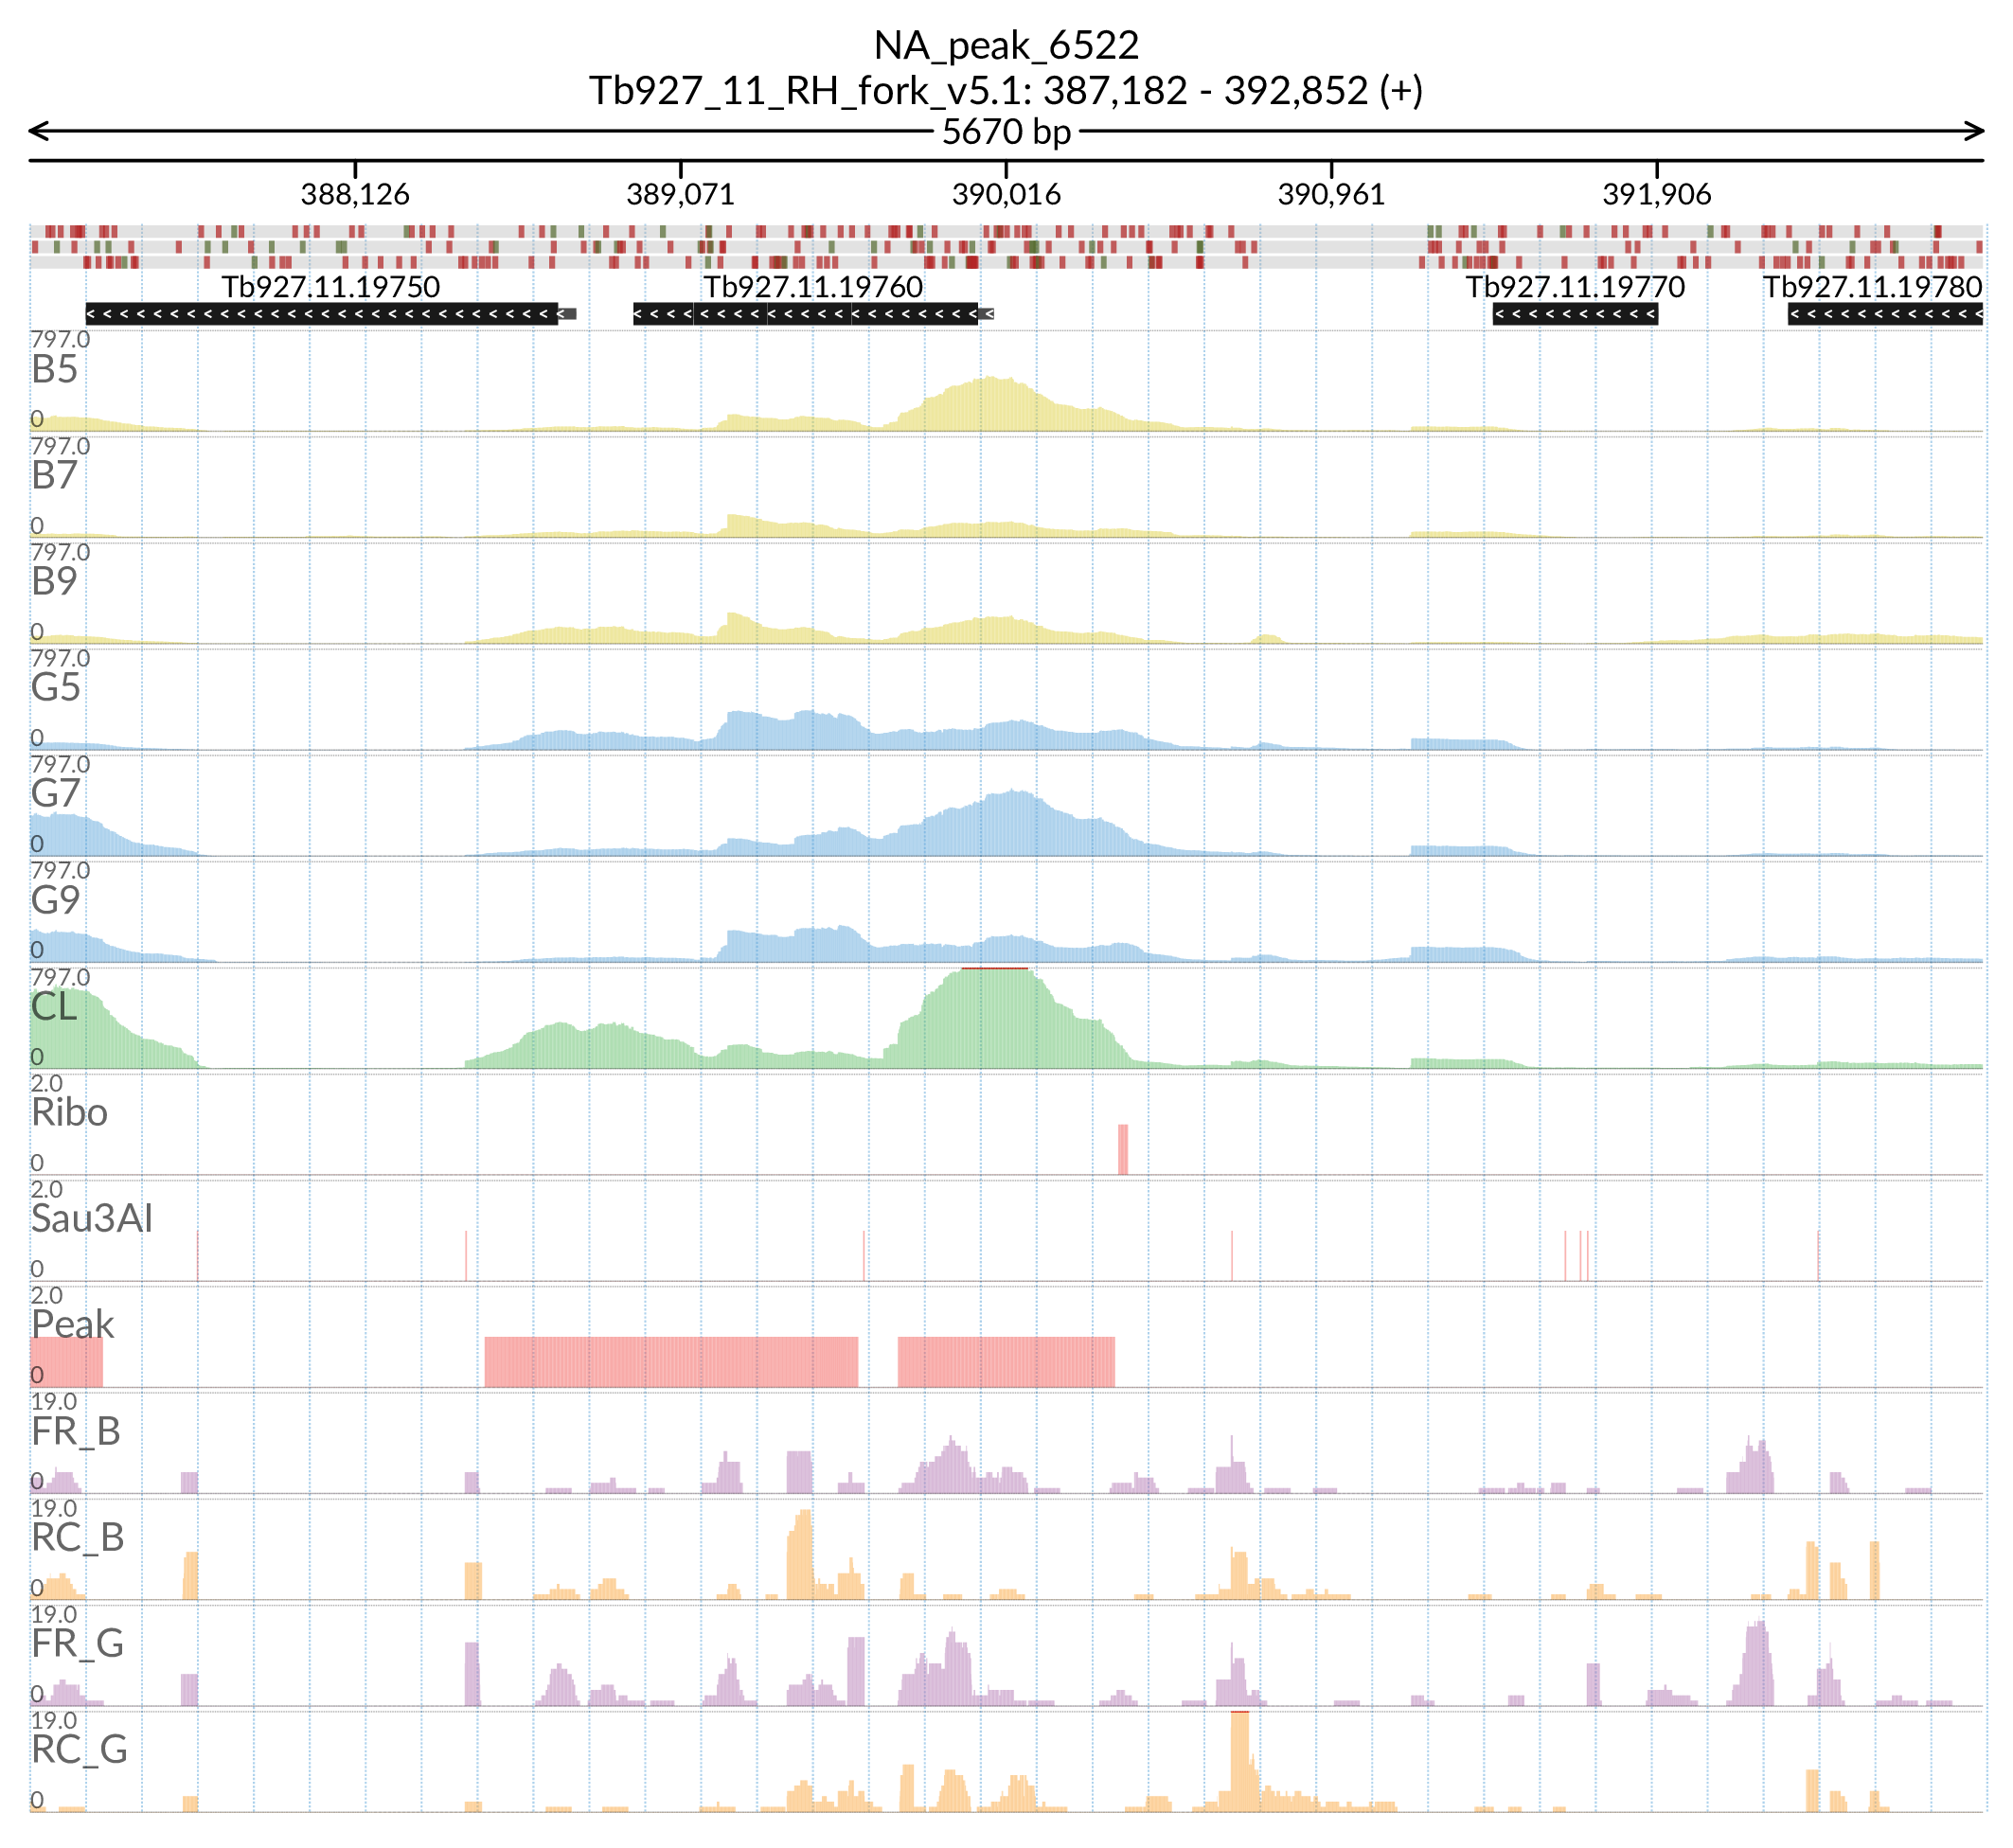 NA_peak_6522
Tb927_11_RH_fork_v5.1: 387,182 - 392,852 (+)
5670 bp
388,126 389,071 390,016 390,961 391,906
Tb927.11.19750 Tb927.11.19760 Tb927.11.19770 Tb927.11.19780
797.0
B5
0
797.0
B7
0
797.0
B9
0
797.0
G5
0
797.0
G7
0
797.0
G9
0
797.0
CL
0
2.0
Ribo
0
2.0
Sau3AI
0
2.0
Peak
0
19.0
FR_B
0
19.0
RC_B
0
19.0
FR_G
0
19.0
RC_G
0